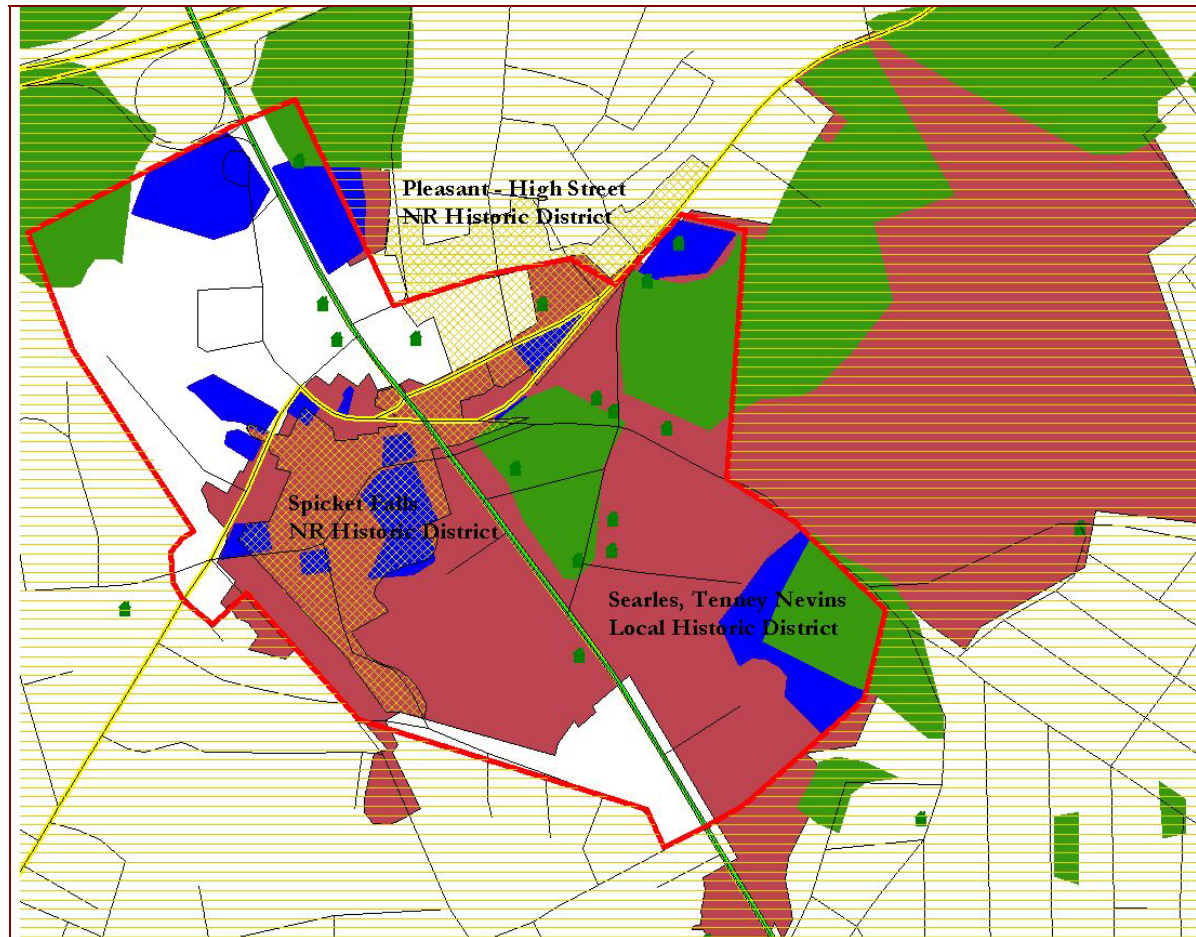 Pleasant - High Street
NR Historic District
Spicket Falls
NR Historic District
Searles, Tenney Nevins
Local Historic District